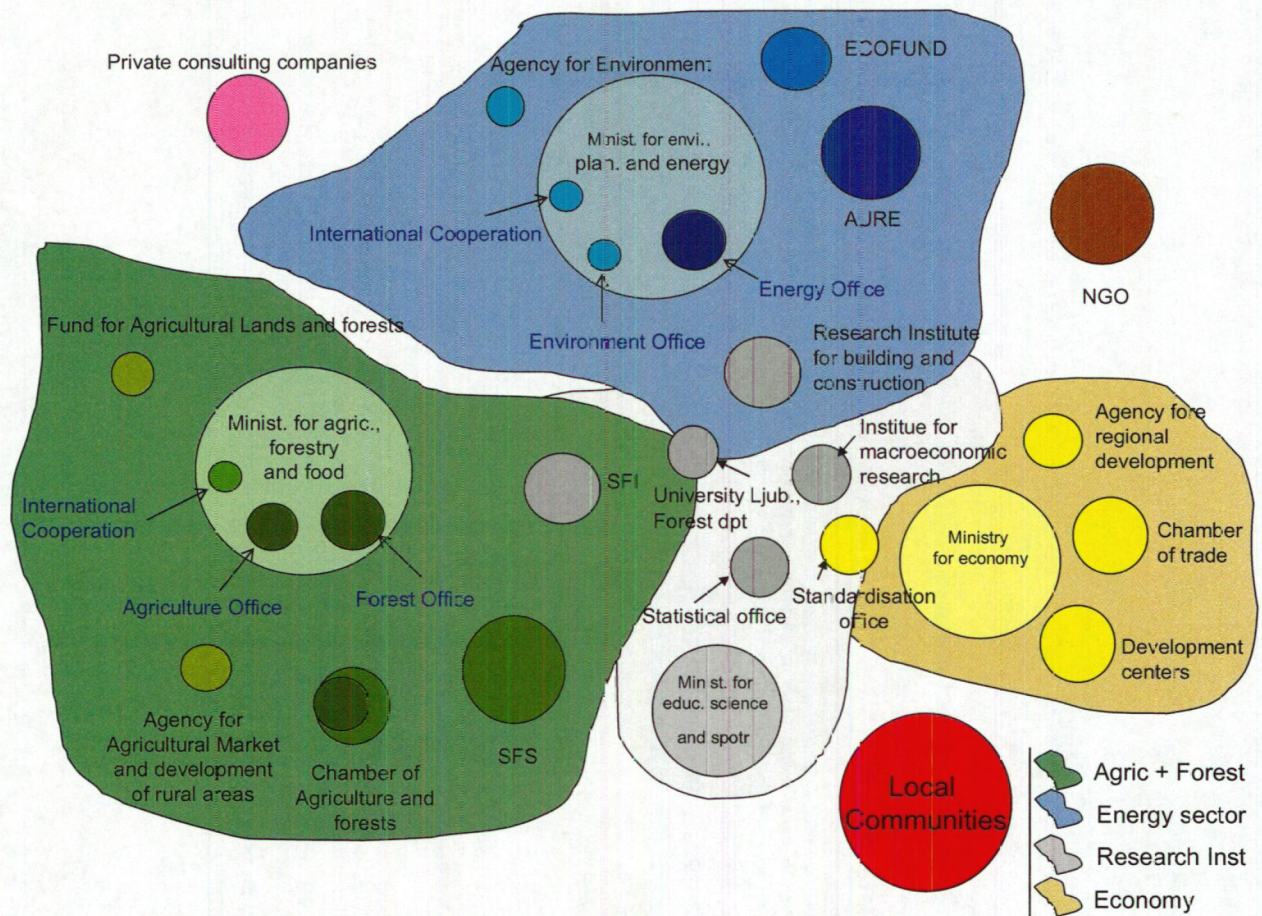 Private consulting companies
Agency for Environment
ECOFUND
Minist. for envi.,
plan. and energy
AURE
International Cooperation
Energy Office
Environment Office
NGO
Fund for Agricultural Lands and forests
Research Institute
for building and
construction
Minist. for agric.,
forestry
and food
International
Cooperation
Agriculture Office
Forest Office
SFI
University Ljub.,
Forest dpt
Institue for
macroeconomic
research
Agency fore
regional
development
Ministry
for economy
Chamber
of trade
Statistical office
Standardisation
office
Development
centers
Minist. for
educ. science
and spotr
Agency for
Agricultural Market
and development
of rural areas
Chamber of
Agriculture and
forests
SFS
Local
Communities
Agric + Forest
Energy sector
Research Inst
Economy